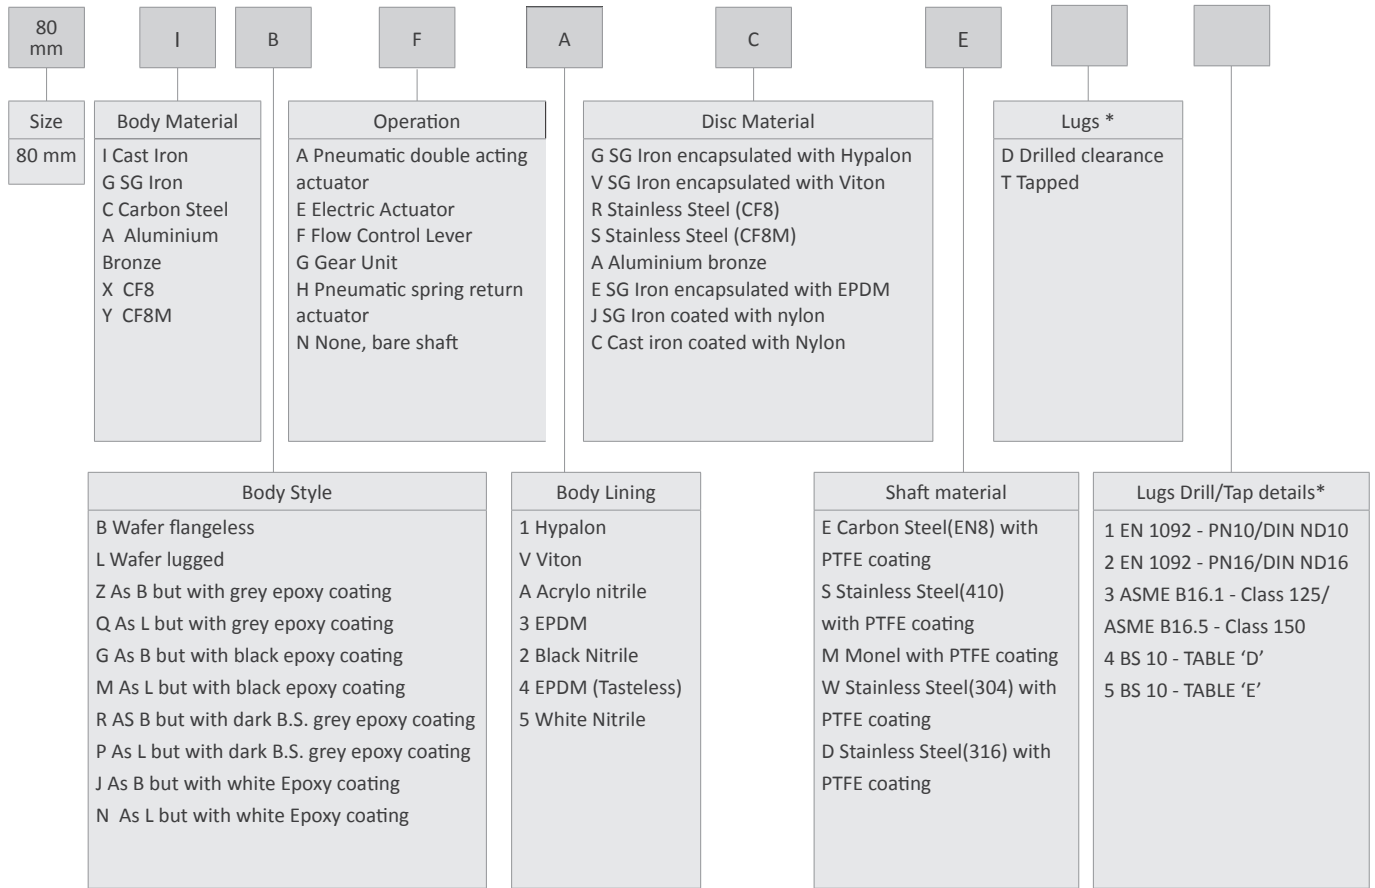 80
mm
I
B
F
A
C
E
Size
80 mm
Body Material
I Cast Iron
G SG Iron
C Carbon Steel
A Aluminium
Bronze
X CF8
Y CF8M
Operation
A Pneumatic double acting
actuator
E Electric Actuator
F Flow Control Lever
G Gear Unit
H Pneumatic spring return
actuator
N None, bare shaft
Disc Material
G SG Iron encapsulated with Hypalon
V SG Iron encapsulated with Viton
R Stainless Steel (CF8)
S Stainless Steel (CF8M)
A Aluminium bronze
E SG Iron encapsulated with EPDM
J SG Iron coated with nylon
C Cast iron coated with Nylon
Lugs *
D Drilled clearance
T Tapped
Body Style
B Wafer flangeless
L Wafer lugged
Z As B but with grey epoxy coating
Q As L but with grey epoxy coating
G As B but with black epoxy coating
M As L but with black epoxy coating
R AS B but with dark B.S. grey epoxy coating
P As L but with dark B.S. grey epoxy coating
J As B but with white Epoxy coating
N As L but with white Epoxy coating
Body Lining
1 Hypalon
V Viton
A Acrylo nitrile
3 EPDM
2 Black Nitrile
4 EPDM (Tasteless)
5 White Nitrile
Shaft material
E Carbon Steel(EN8) with
PTFE coating
S Stainless Steel(410)
with PTFE coating
M Monel with PTFE coating
W Stainless Steel(304) with
PTFE coating
D Stainless Steel(316) with
PTFE coating
Lugs Drill/Tap details*
1 EN 1092 - PN10/DIN ND10
2 EN 1092 - PN16/DIN ND16
3 ASME B16.1 - Class 125/
ASME B16.5 - Class 150
4 BS 10 - TABLE ‘D’
5 BS 10 - TABLE ‘E’